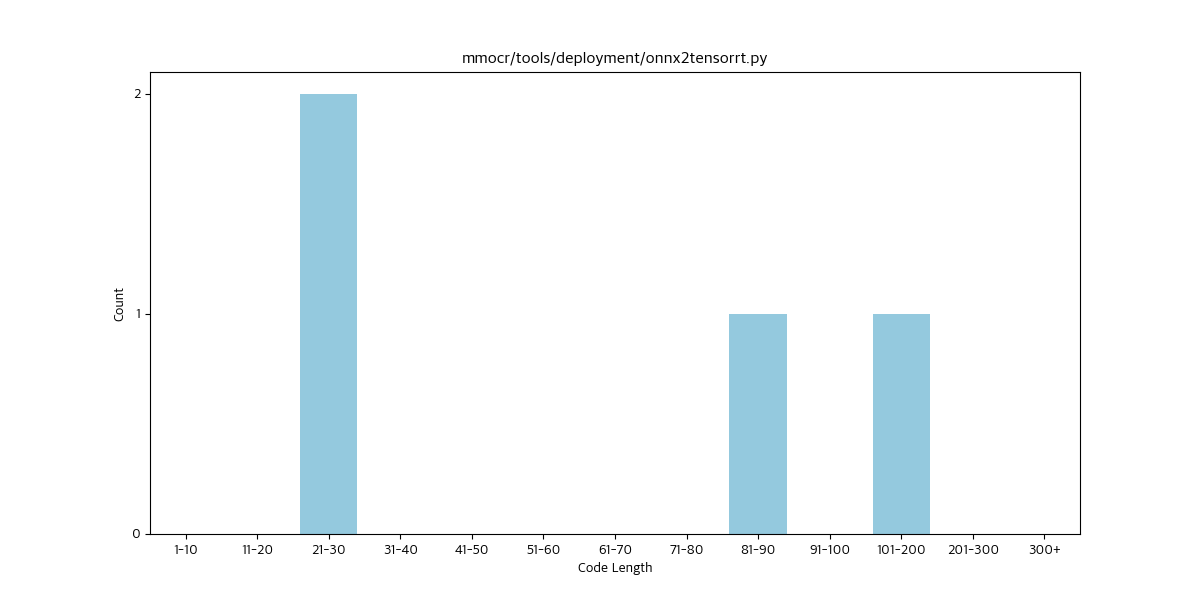 mmocr/tools/deployment/onnx2tensorrt.py
Count
2
1
0
1-10 11-20 21-30 31-40 41-50 51-60 61-70 71-80 81-90 91-100 101-200 201-300 300+
Code Length